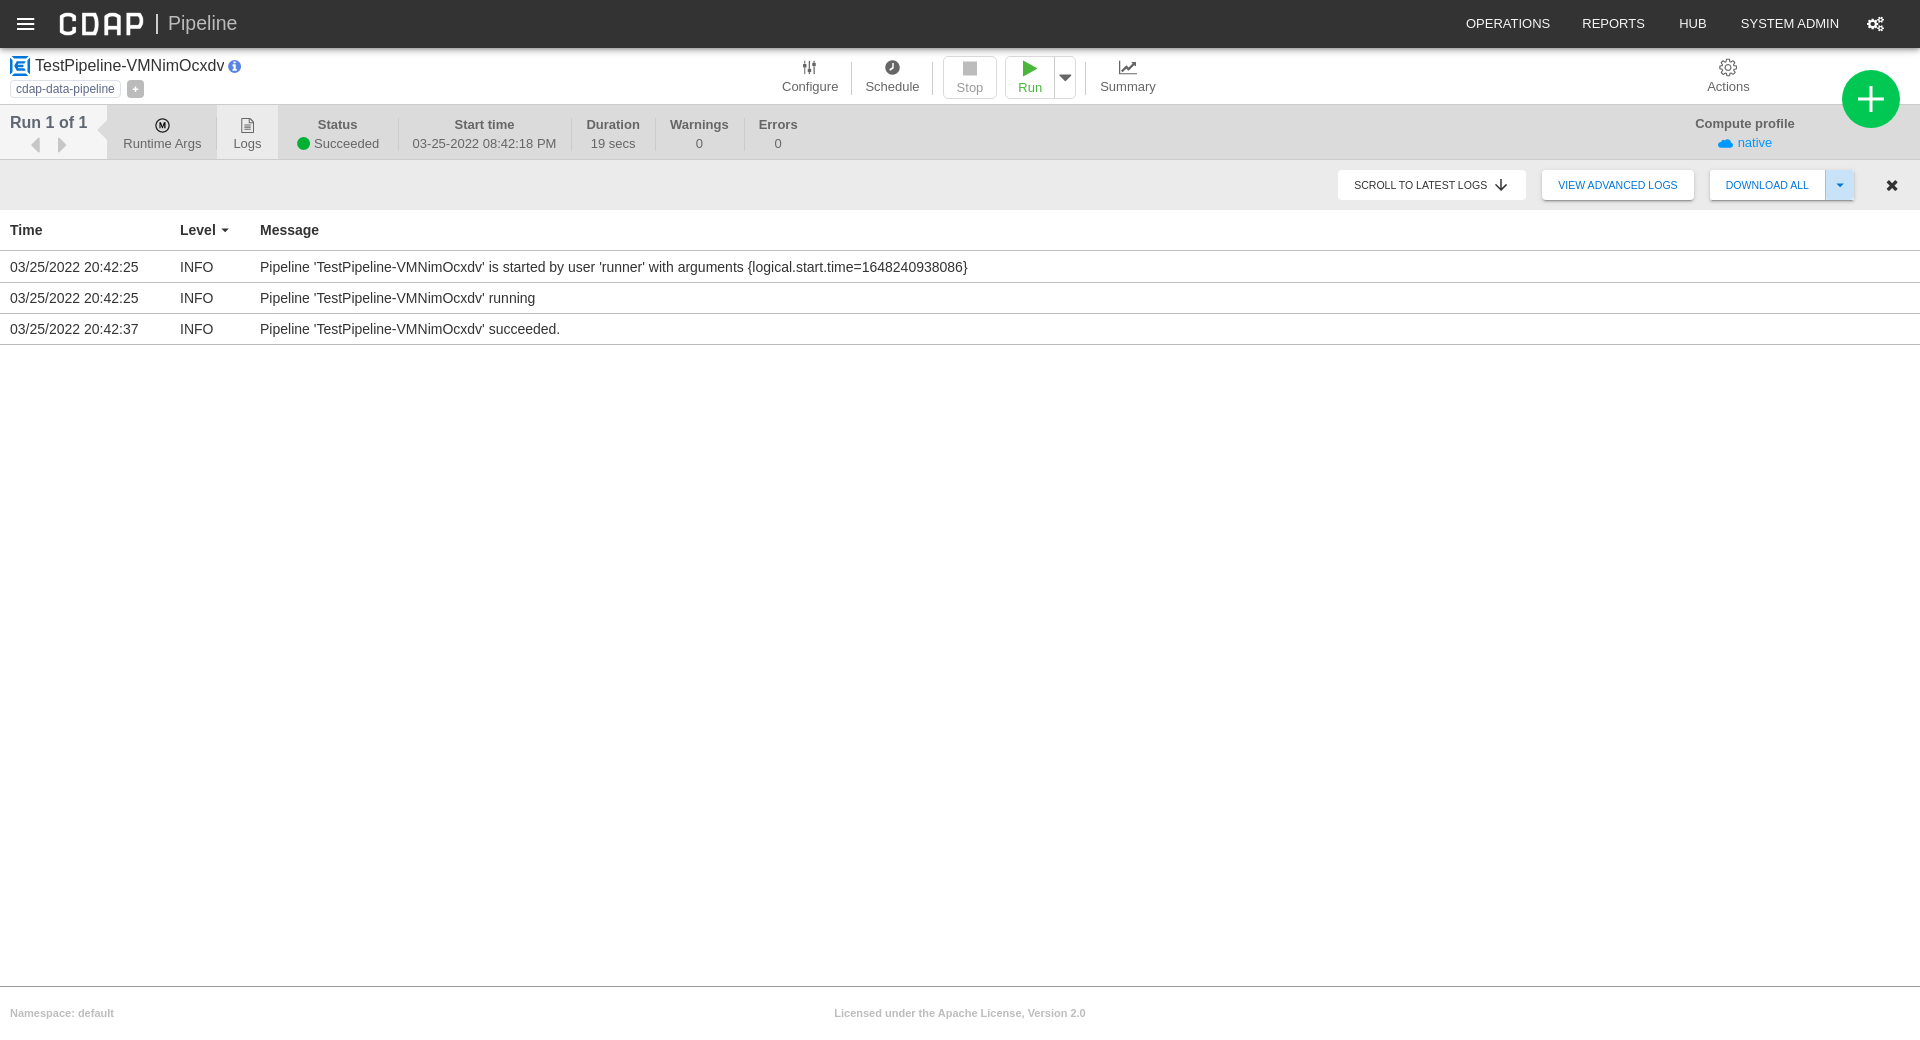 CDAP | Pipeline
OPERATIONS REPORTS HUB SYSTEM ADMIN
TestPipeline-VMNimOcxdv
cdap-data-pipeline +
Configure Schedule Stop Run Summary Actions
Run 1 of 1
M
Runtime Args
Logs
Status
Succeeded
Start time
03-25-2022 08:42:18 PM
Duration
19 secs
Warnings
0
Errors
0
Compute profile
native
SCROLL TO LATEST LOGS VIEW ADVANCED LOGS DOWNLOAD ALL
Time Level Message
03/25/2022 20:42:25 INFO Pipeline 'TestPipeline-VMNimOcxdv' is started by user 'runner' with arguments {logical.start.time=1648240938086}
03/25/2022 20:42:25 INFO Pipeline 'TestPipeline-VMNimOcxdv' running
03/25/2022 20:42:37 INFO Pipeline 'TestPipeline-VMNimOcxdv' succeeded.
Namespace: default
Licensed under the Apache License, Version 2.0